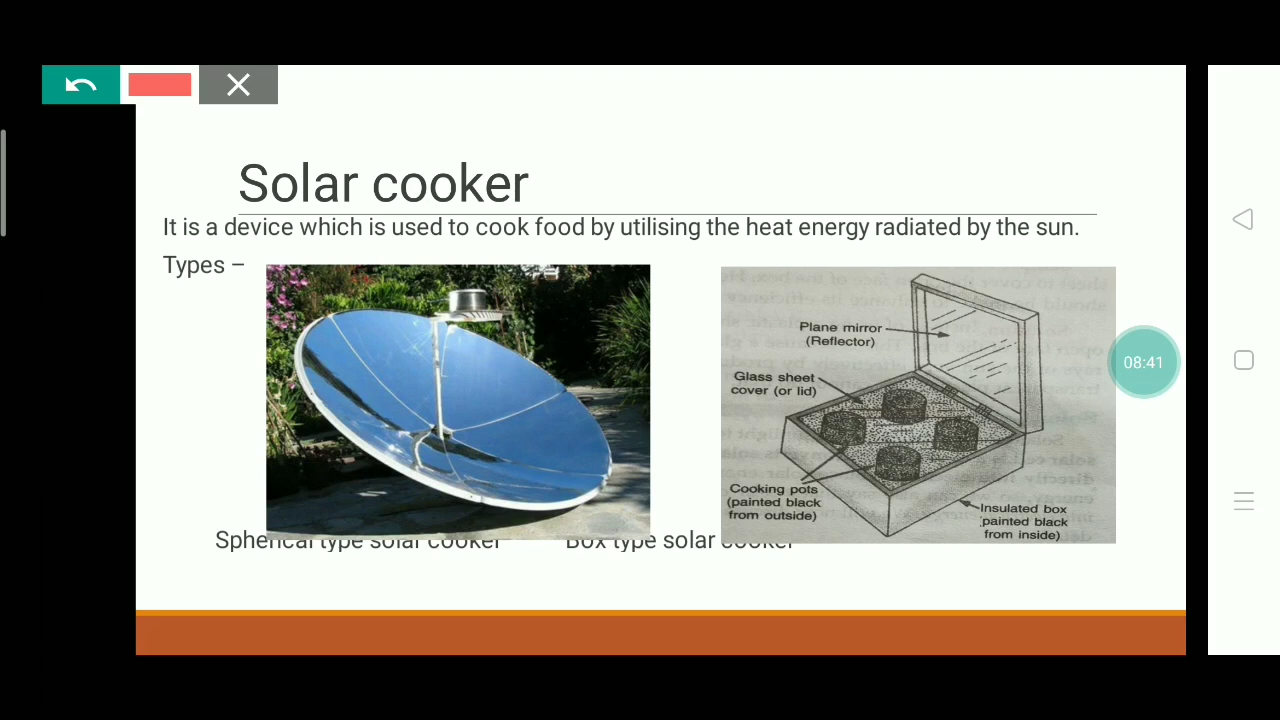 Solar cooker
It is a device which is used to cook food by utilising the heat energy radiated by the sun.
Types –
Plane mirror
(Reflector)
Glass sheet
cover (or lid)
Cooking pots
(painted black
from outside)
Insulated box
painted black
from inside)
08:41
Spherical type solar cooker
Box type solar cooker